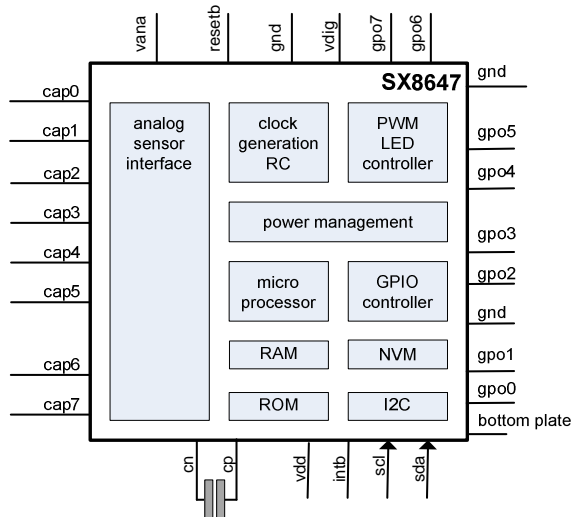 vana
resetb
gnd
vdig
gpo7
gpo6
SX8647
gnd
cap0
cap1
cap2
cap3
cap4
cap5
cap6
cap7
analog
sensor
interface
clock
generation
RC
PWM
LED
controller
power management
micro
processor
GPIO
controller
RAM
NVM
ROM
I2C
gpo5
gpo4
gpo3
gpo2
gnd
gpo1
gpo0
bottom plate
cn
cp
vdd
intb
scl
sda